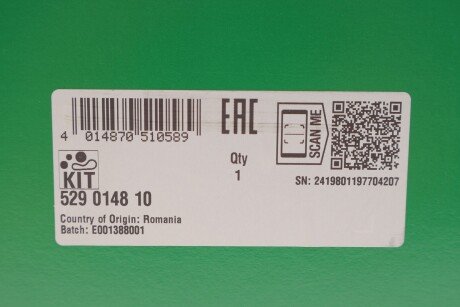 4 014870 510589
EAC
SCAN ME
Qty
1
SN: 2419801197704207
KIT
529 0148 10
Country of Origin: Romania
Batch: E001388001